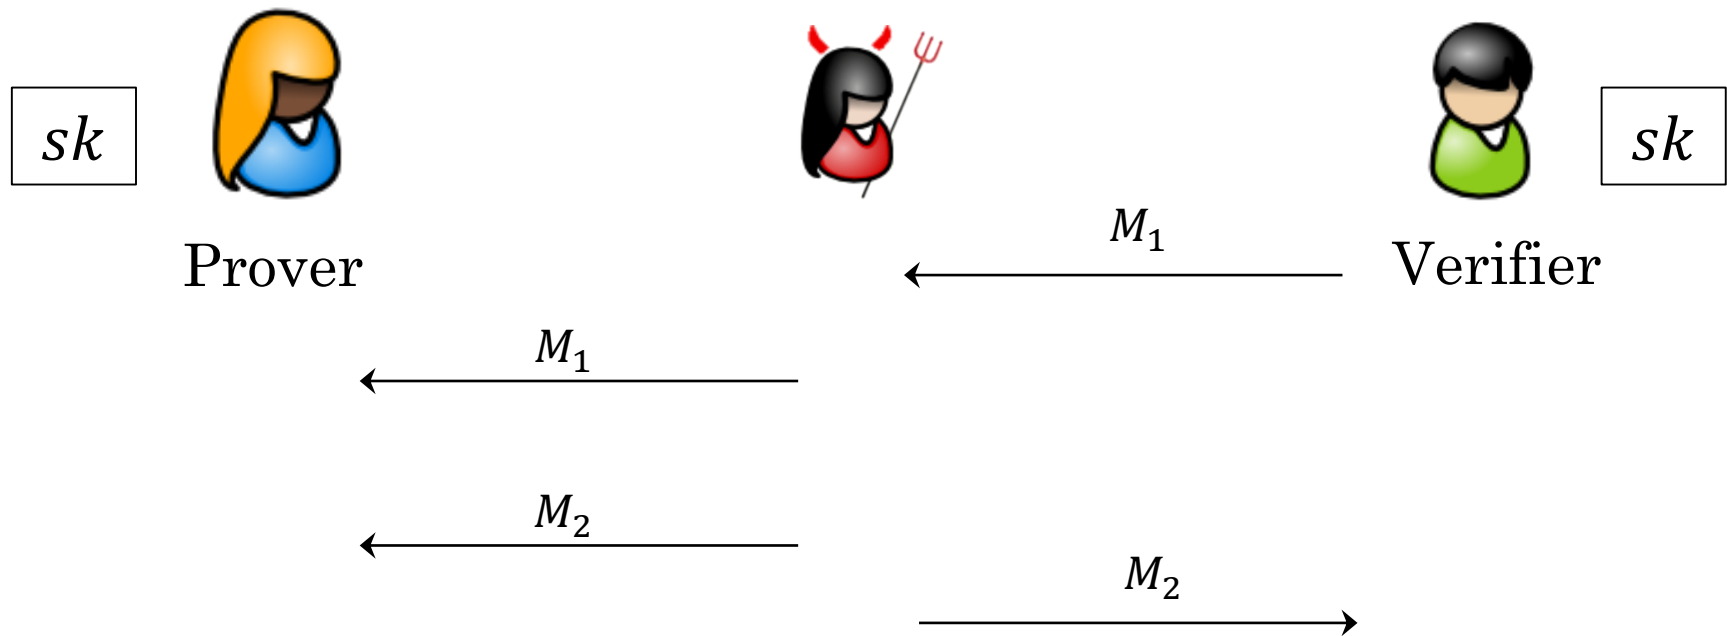 sk
sk
Prover
Verifier
M₁
M₁
M₂
M₂